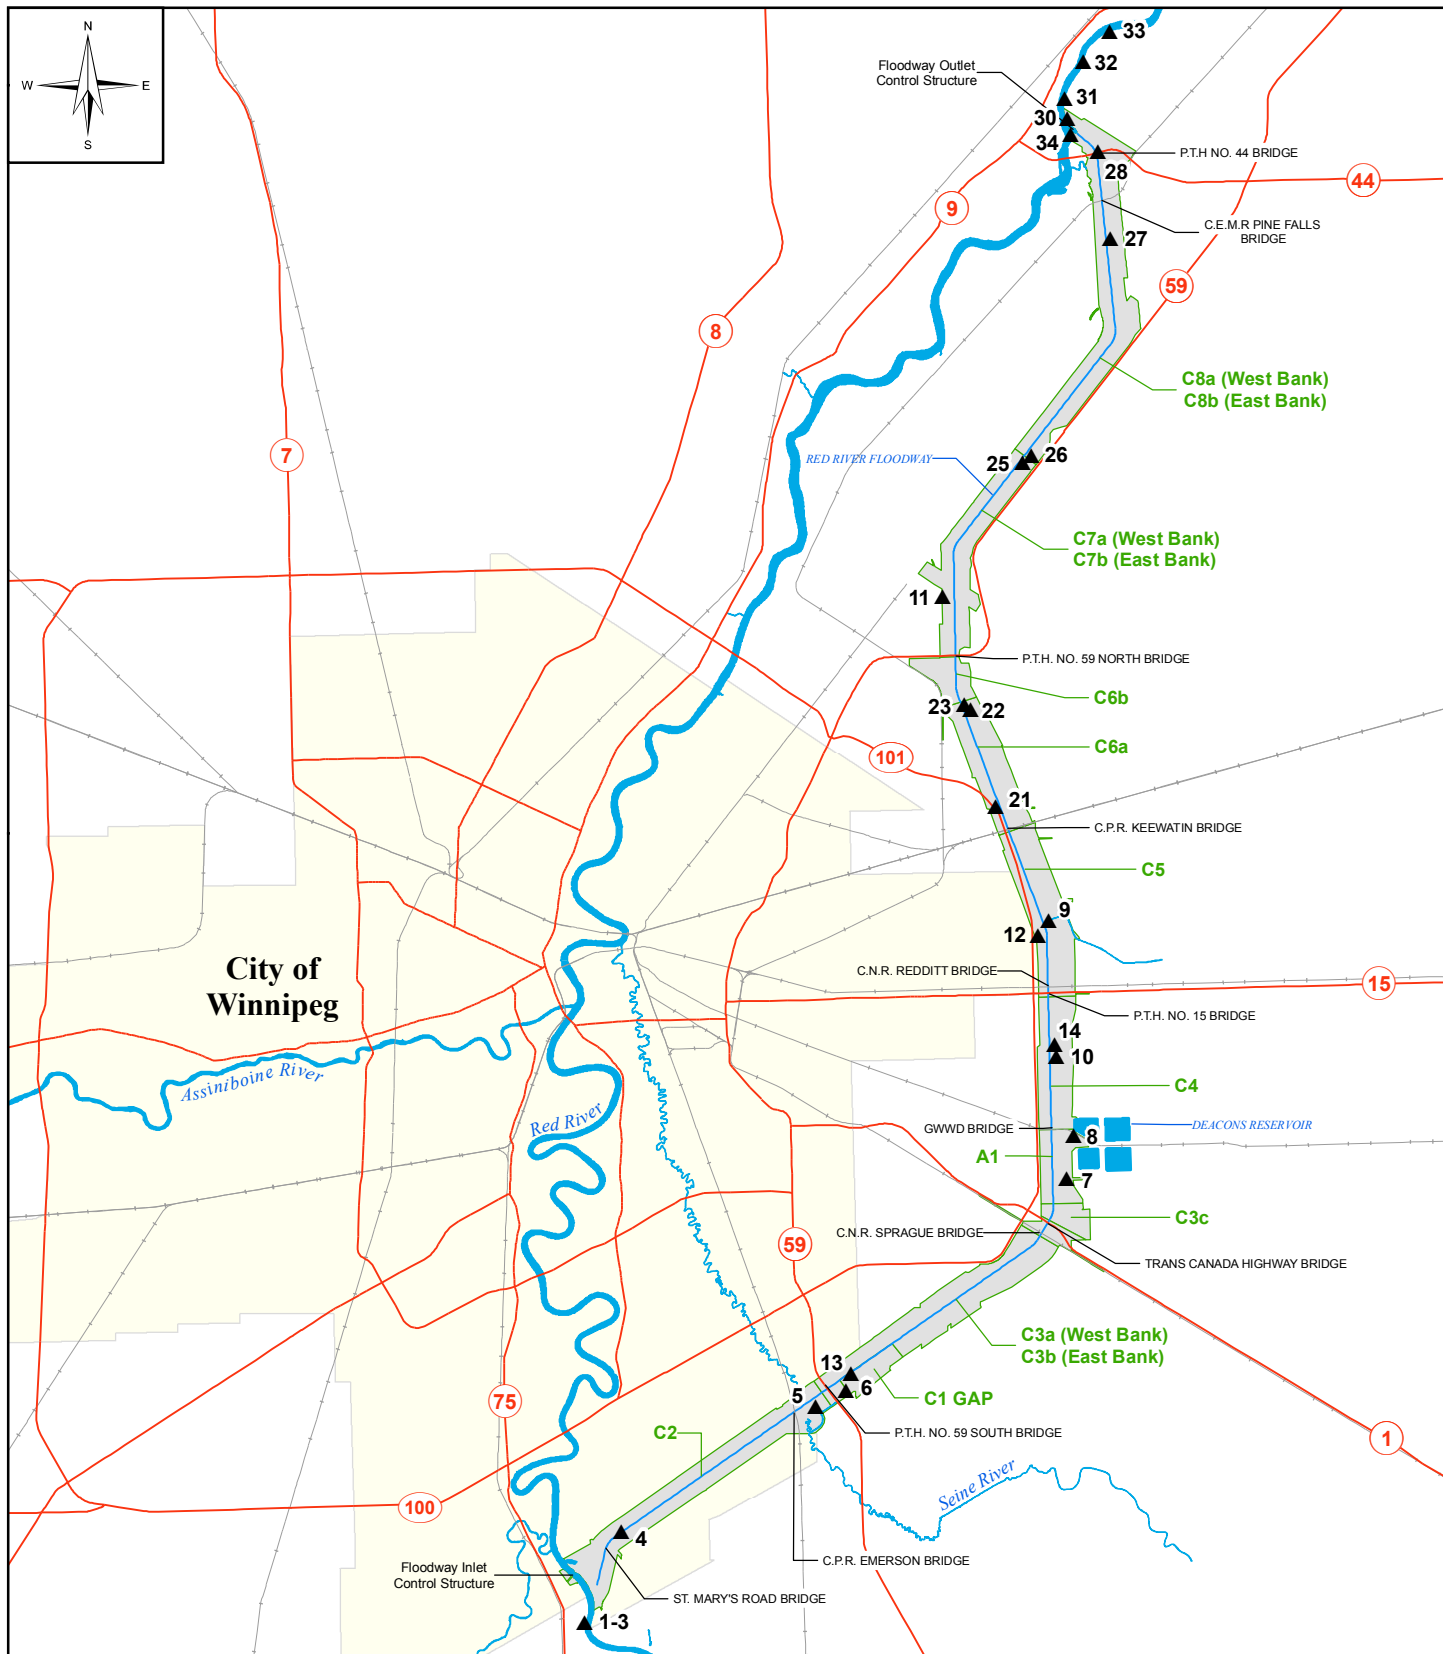 N
W
E
S
33
Floodway Outlet
Control Structure
32
31
30
34
P.T.H NO. 44 BRIDGE
28
44
9
C.E.M.R PINE FALLS
BRIDGE
27
59
8
C8a (West Bank)
C8b (East Bank)
7
RED RIVER FLOODWAY
25
26
C7a (West Bank)
C7b (East Bank)
11
P.T.H. NO. 59 NORTH BRIDGE
C6b
23
22
C6a
101
21
C.P.R. KEEWATIN BRIDGE
C5
9
12
City of
Winnipeg
C.N.R. REDDITT BRIDGE
15
P.T.H. NO. 15 BRIDGE
14
10
Assiniboine River
C4
Red River
GWWD BRIDGE
DEACONS RESERVOIR
8
A1
7
C3c
C.N.R. SPRAGUE BRIDGE
59
TRANS CANADA HIGHWAY BRIDGE
C3a (West Bank)
C3b (East Bank)
13
6
5
C1 GAP
75
C2
P.T.H. NO. 59 SOUTH BRIDGE
1
Seine River
100
4
C.P.R. EMERSON BRIDGE
Floodway Inlet
Control Structure
ST. MARY'S ROAD BRIDGE
1-3